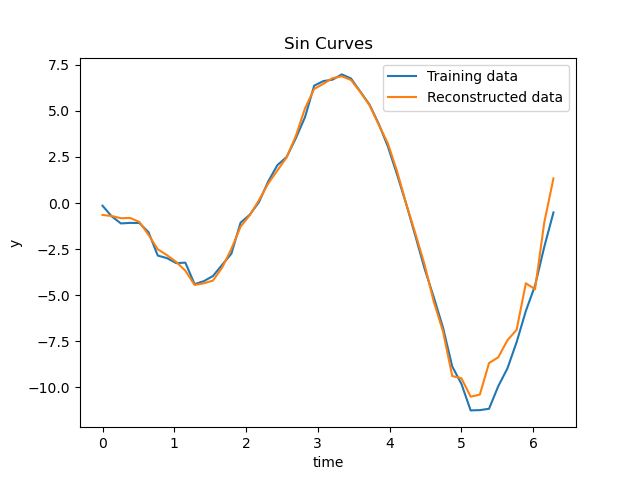 Sin Curves
Training data
Reconstructed data
7.5
5.0
2.5
0.0
−2.5
−5.0
−7.5
−10.0
y
0 1 2 3 4 5 6
time